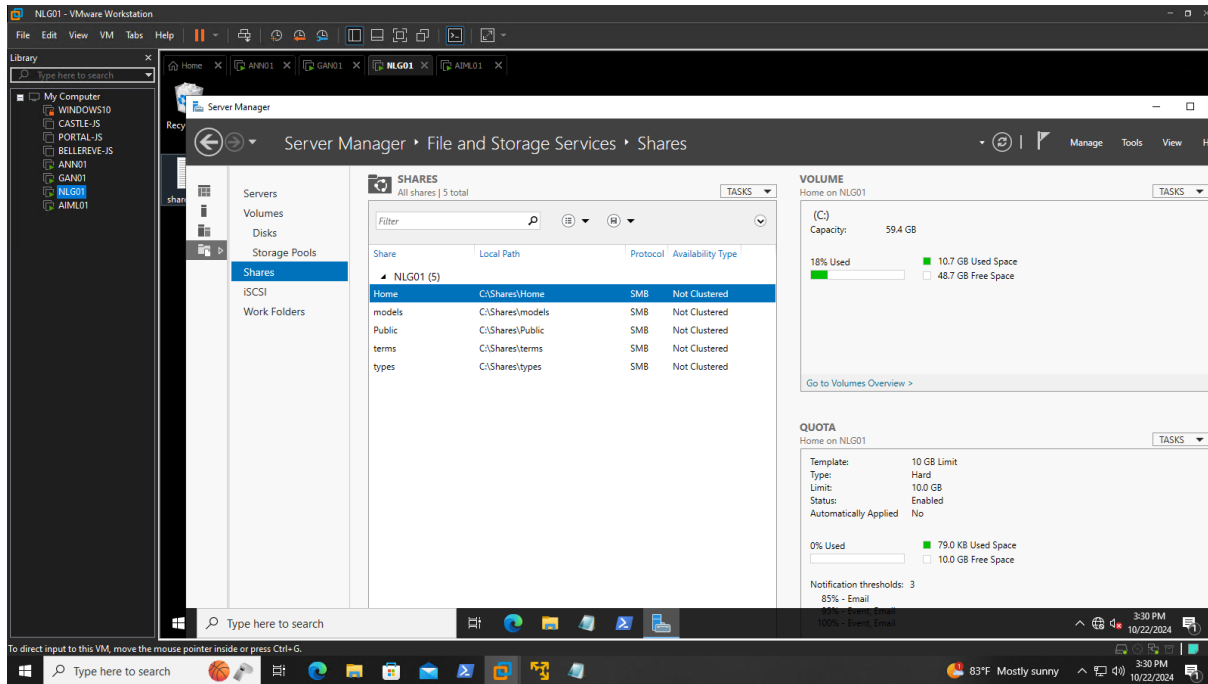 NLG01 - VMware Workstation
File Edit View VM Tabs Help
Library
Type here to search
My Computer
WINDOWS10
CASTLE-JS
PORTAL-JS
BELLEREVE-JS
ANN01
GAN01
NLG01
AIML01
Home ANN01 GAN01 NLG01 AIML01
Recy
shar
Server Manager
Server Manager File and Storage Services Shares
Manage Tools View H
Servers
Volumes
Disks
Storage Pools
Shares
iSCSI
Work Folders
SHARES
All shares | 5 total
TASKS
Filter
Share Local Path Protocol Availability Type
NLG01 (5)
Home C:\Shares\Home SMB Not Clustered
models C:\Shares\models SMB Not Clustered
Public C:\Shares\Public SMB Not Clustered
terms C:\Shares\terms SMB Not Clustered
types C:\Shares\types SMB Not Clustered
VOLUME
Home on NLG01
TASKS
(C:)
Capacity: 59.4 GB
18% Used
10.7 GB Used Space
48.7 GB Free Space
Go to Volumes Overview >
QUOTA
Home on NLG01
TASKS
Template: 10 GB Limit
Type: Hard
Limit: 10.0 GB
Status: Enabled
Automatically Applied No
0% Used
79.0 KB Used Space
10.0 GB Free Space
Notification thresholds: 3
85% - Email
95% - Event, Email
100% - Event, Email
Type here to search
3:30 PM
10/22/2024
1
To direct input to this VM, move the mouse pointer inside or press Ctrl+G.
Type here to search
83°F Mostly sunny
3:30 PM
10/22/2024
1